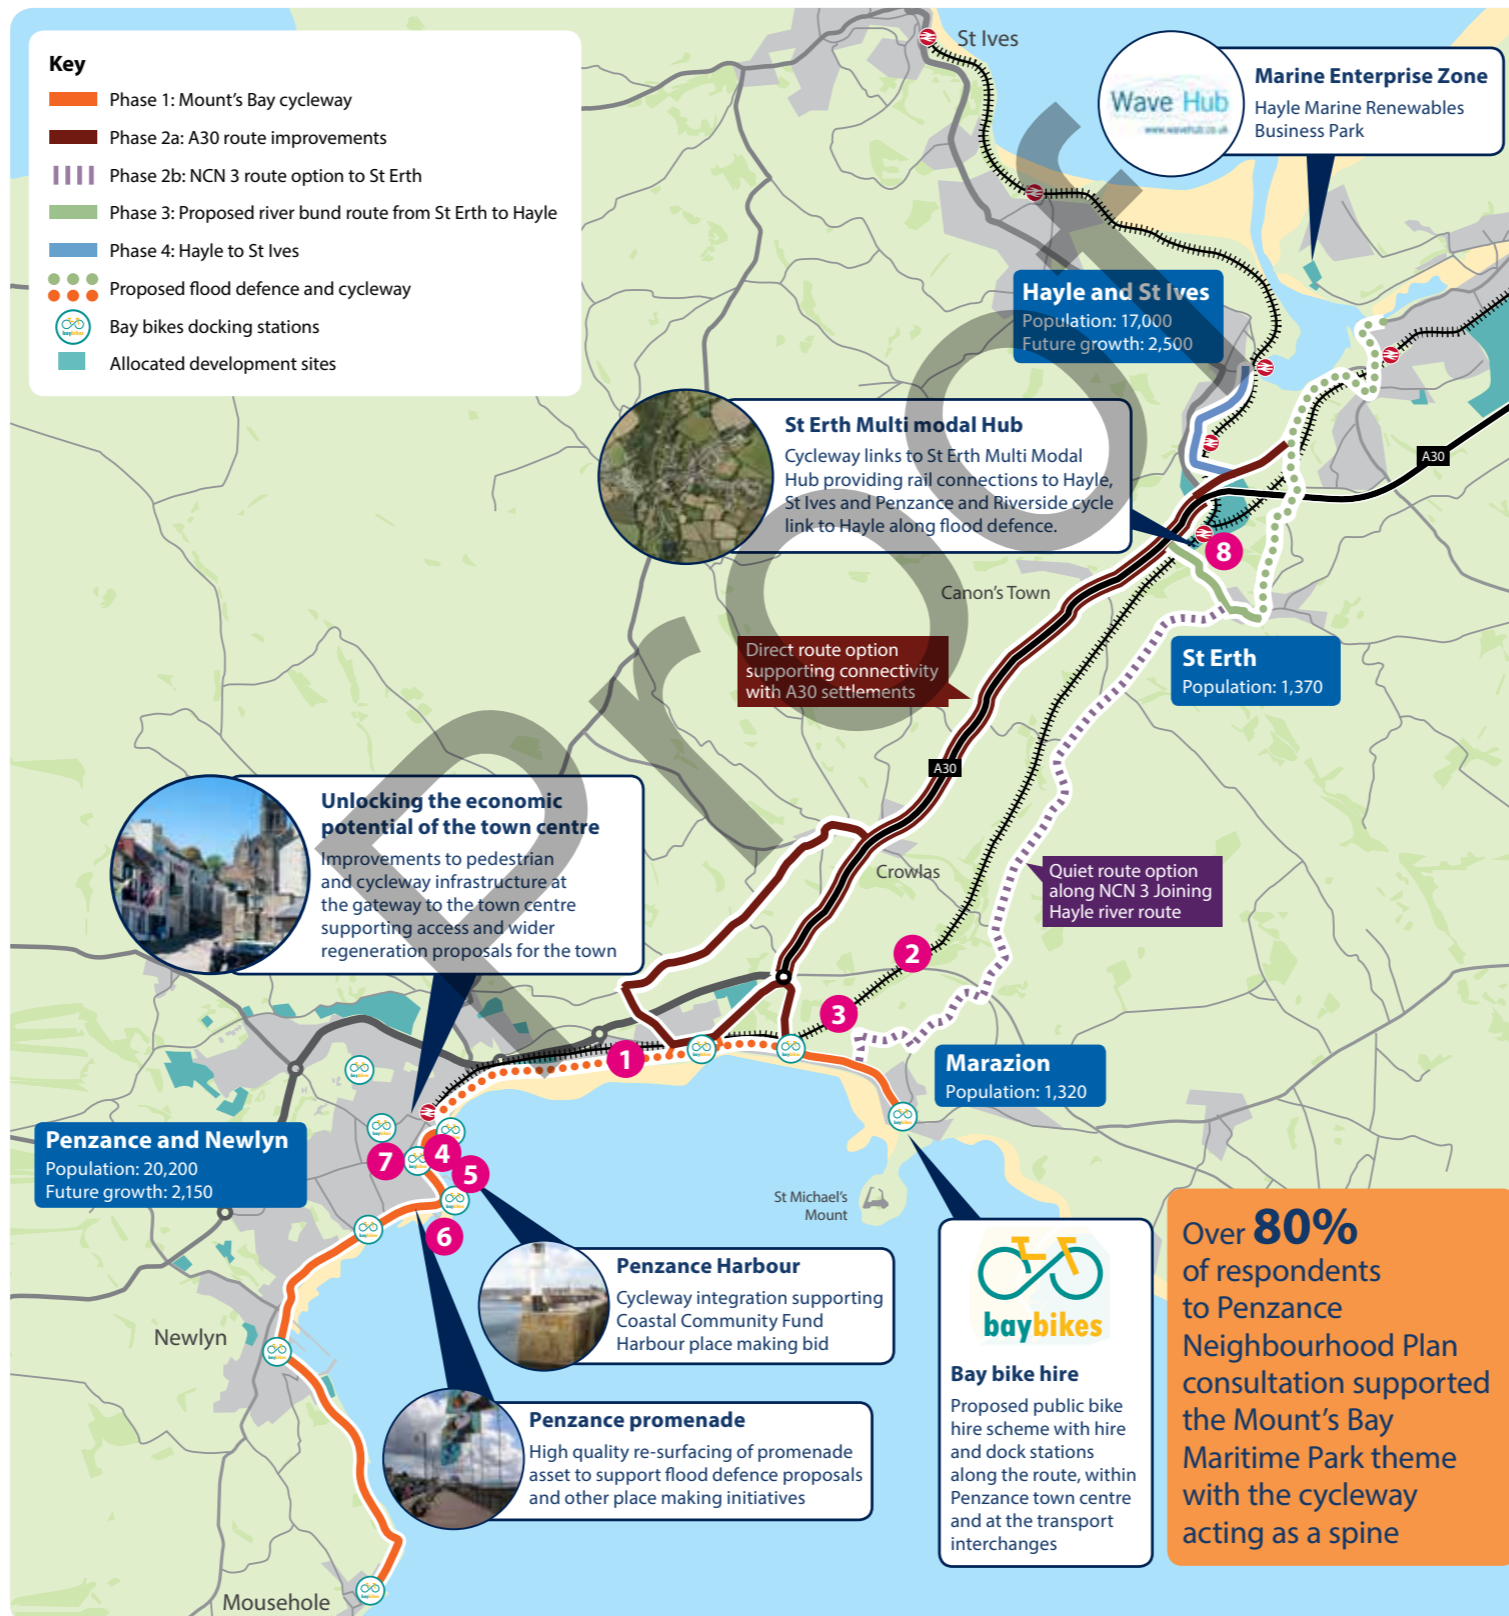 Key
Phase 1: Mount's Bay cycleway
Phase 2a: A30 route improvements
Phase 2b: NCN 3 route option to St Erth
Phase 3: Proposed river bund route from St Erth to Hayle
Phase 4: Hayle to St Ives
Proposed flood defence and cycleway
Bay bikes docking stations
Allocated development sites
St Ives
Wave Hub
www.wavehub.co.uk
Marine Enterprise Zone
Hayle Marine Renewables
Business Park
Hayle and St Ives
Population: 17,000
Future growth: 2,500
St Erth Multi modal Hub
Cycleway links to St Erth Multi Modal
Hub providing rail connections to Hayle,
St Ives and Penzance and Riverside cycle
link to Hayle along flood defence.
A30
8
Canon's Town
Direct route option
supporting connectivity
with A30 settlements
St Erth
Population: 1,370
A30
Unlocking the economic
potential of the town centre
Improvements to pedestrian
and cycleway infrastructure at
the gateway to the town centre
supporting access and wider
regeneration proposals for the town
Crowlas
Quiet route option
along NCN 3 Joining
Hayle river route
2
3
1
Marazion
Population: 1,320
Penzance and Newlyn
Population: 20,200
Future growth: 2,150
7
4
5
6
St Michael's
Mount
Penzance Harbour
Cycleway integration supporting
Coastal Community Fund
Harbour place making bid
Newlyn
Penzance promenade
High quality re-surfacing of promenade
asset to support flood defence proposals
and other place making initiatives
Mousehole
baybikes
Bay bike hire
Proposed public bike
hire scheme with hire
and dock stations
along the route, within
Penzance town centre
and at the transport
interchanges
Over 80%
of respondents
to Penzance
Neighbourhood Plan
consultation supported
the Mount's Bay
Maritime Park theme
with the cycleway
acting as a spine
Proof